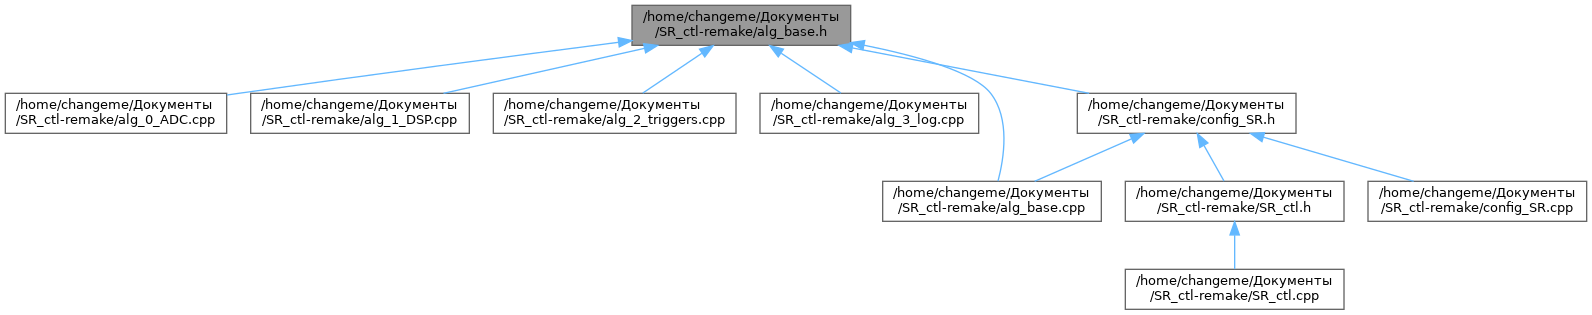 /home/changeme/Документы
/SR_ctl-remake/alg_base.h
/home/changeme/Документы
/SR_ctl-remake/alg_0_ADC.cpp
/home/changeme/Документы
/SR_ctl-remake/alg_1_DSP.cpp
/home/changeme/Документы
/SR_ctl-remake/alg_2_triggers.cpp
/home/changeme/Документы
/SR_ctl-remake/alg_3_log.cpp
/home/changeme/Документы
/SR_ctl-remake/config_SR.h
/home/changeme/Документы
/SR_ctl-remake/alg_base.cpp
/home/changeme/Документы
/SR_ctl-remake/SR_ctl.h
/home/changeme/Документы
/SR_ctl-remake/config_SR.cpp
/home/changeme/Документы
/SR_ctl-remake/SR_ctl.cpp